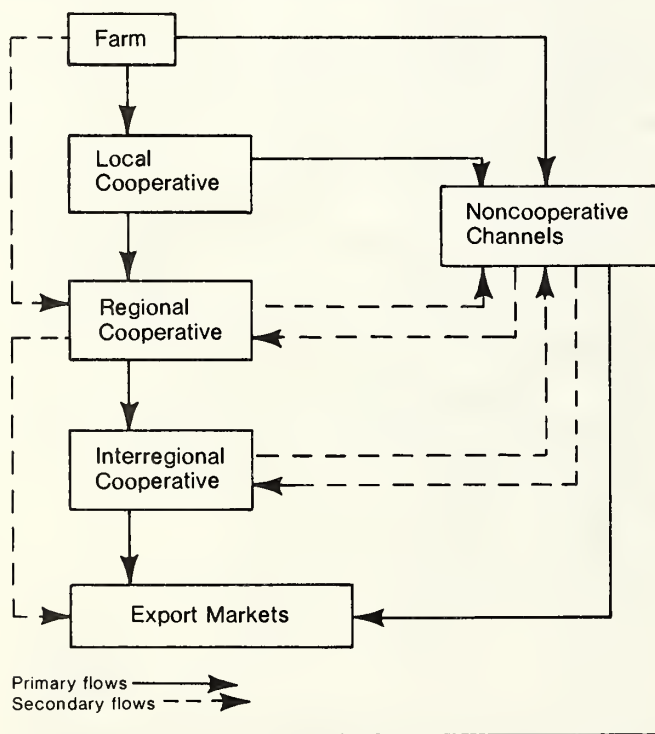 Farm
Local
Cooperative
Noncooperative
Channels
Regional
Cooperative
Interregional
Cooperative
Export Markets
Primary flows
Secondary flows